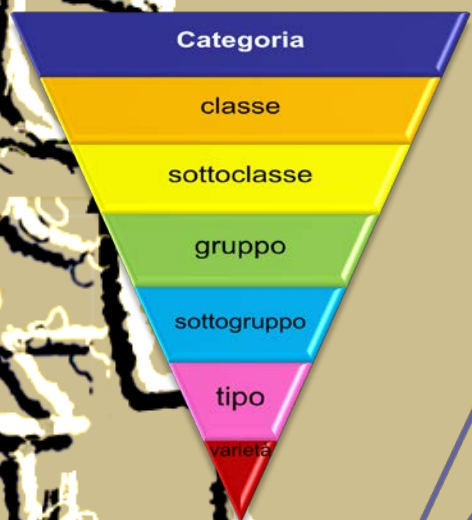 Categoria
classe
sottoclasse
gruppo
sottogruppo
tipo
varietà